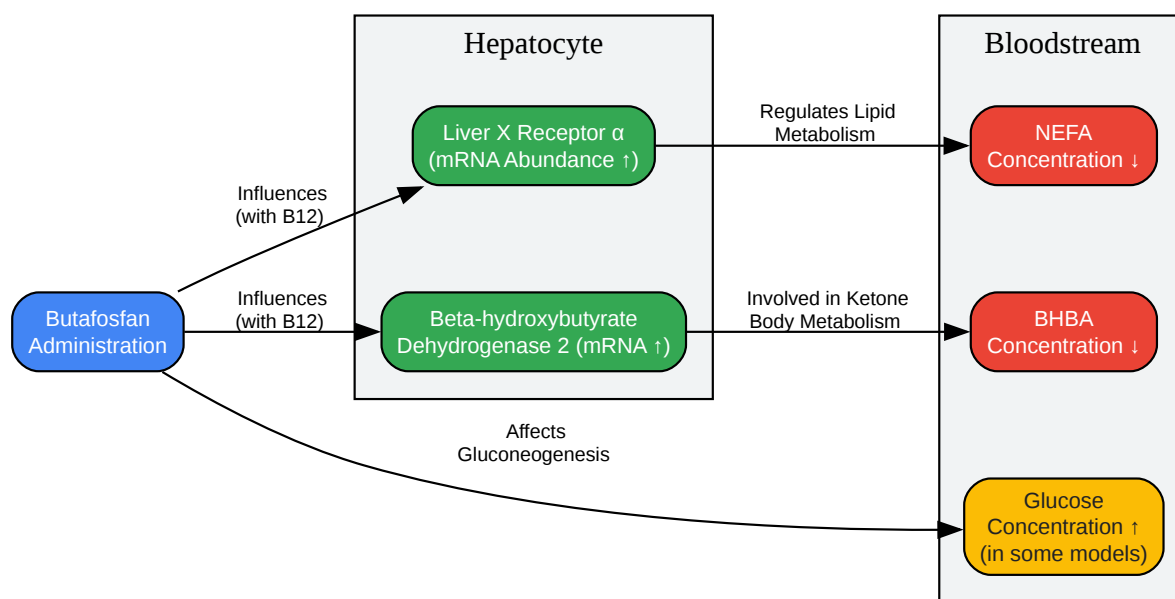 Hepatocyte
Bloodstream
Liver X Receptor α
(mRNA Abundance ↑)
Regulates Lipid
Metabolism
NEFA
Concentration ↓
Influences
(with B12)
Butafosfan
Administration
Influences
(with B12)
Beta-hydroxybutyrate
Dehydrogenase 2 (mRNA ↑)
Involved in Ketone
Body Metabolism
BHBA
Concentration ↓
Affects
Gluconeogenesis
Glucose
Concentration ↑
(in some models)